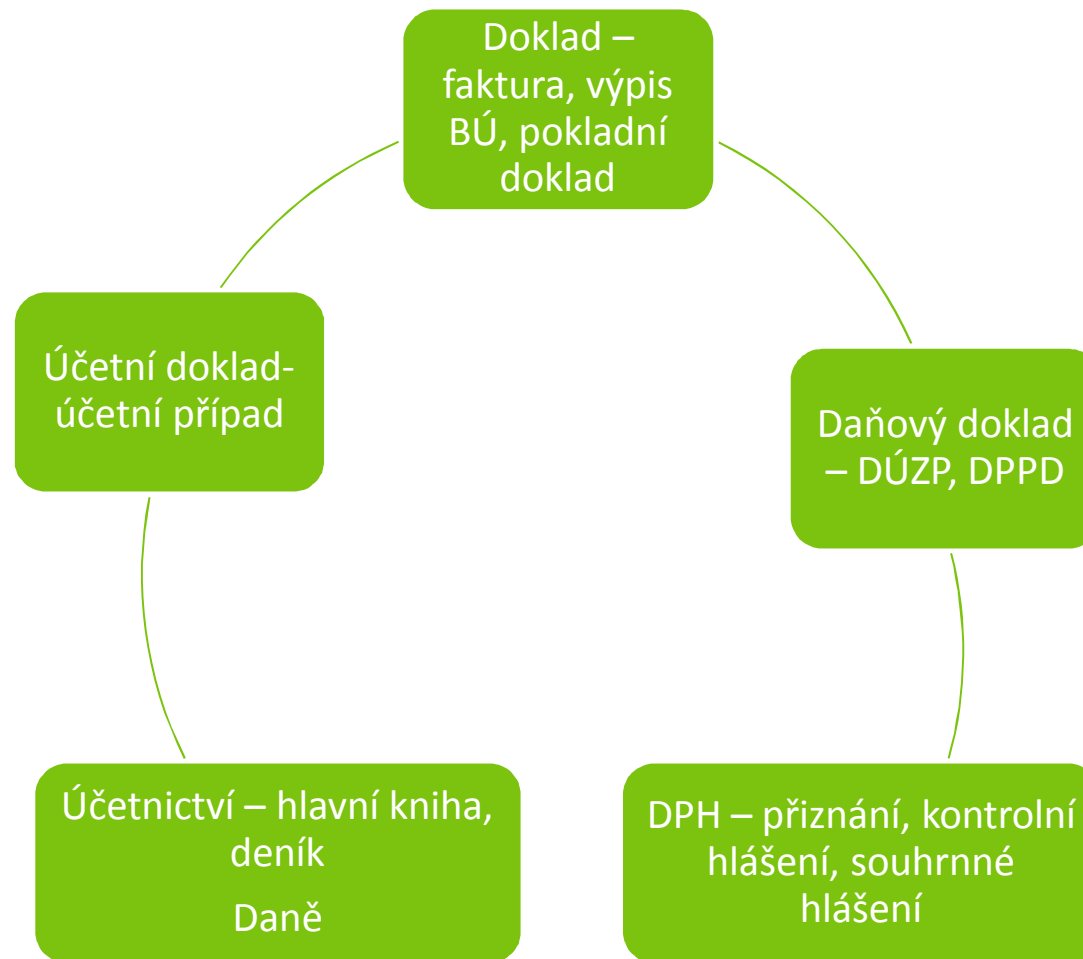 Doklad –
faktura, výpis
BÚ, pokladní
doklad
Účetní doklad-
účetní případ
Daňový doklad
– DÚZP, DPPD
Účetnictví – hlavní kniha,
deník
Daně
DPH – přiznání, kontrolní
hlášení, souhrnné
hlášení